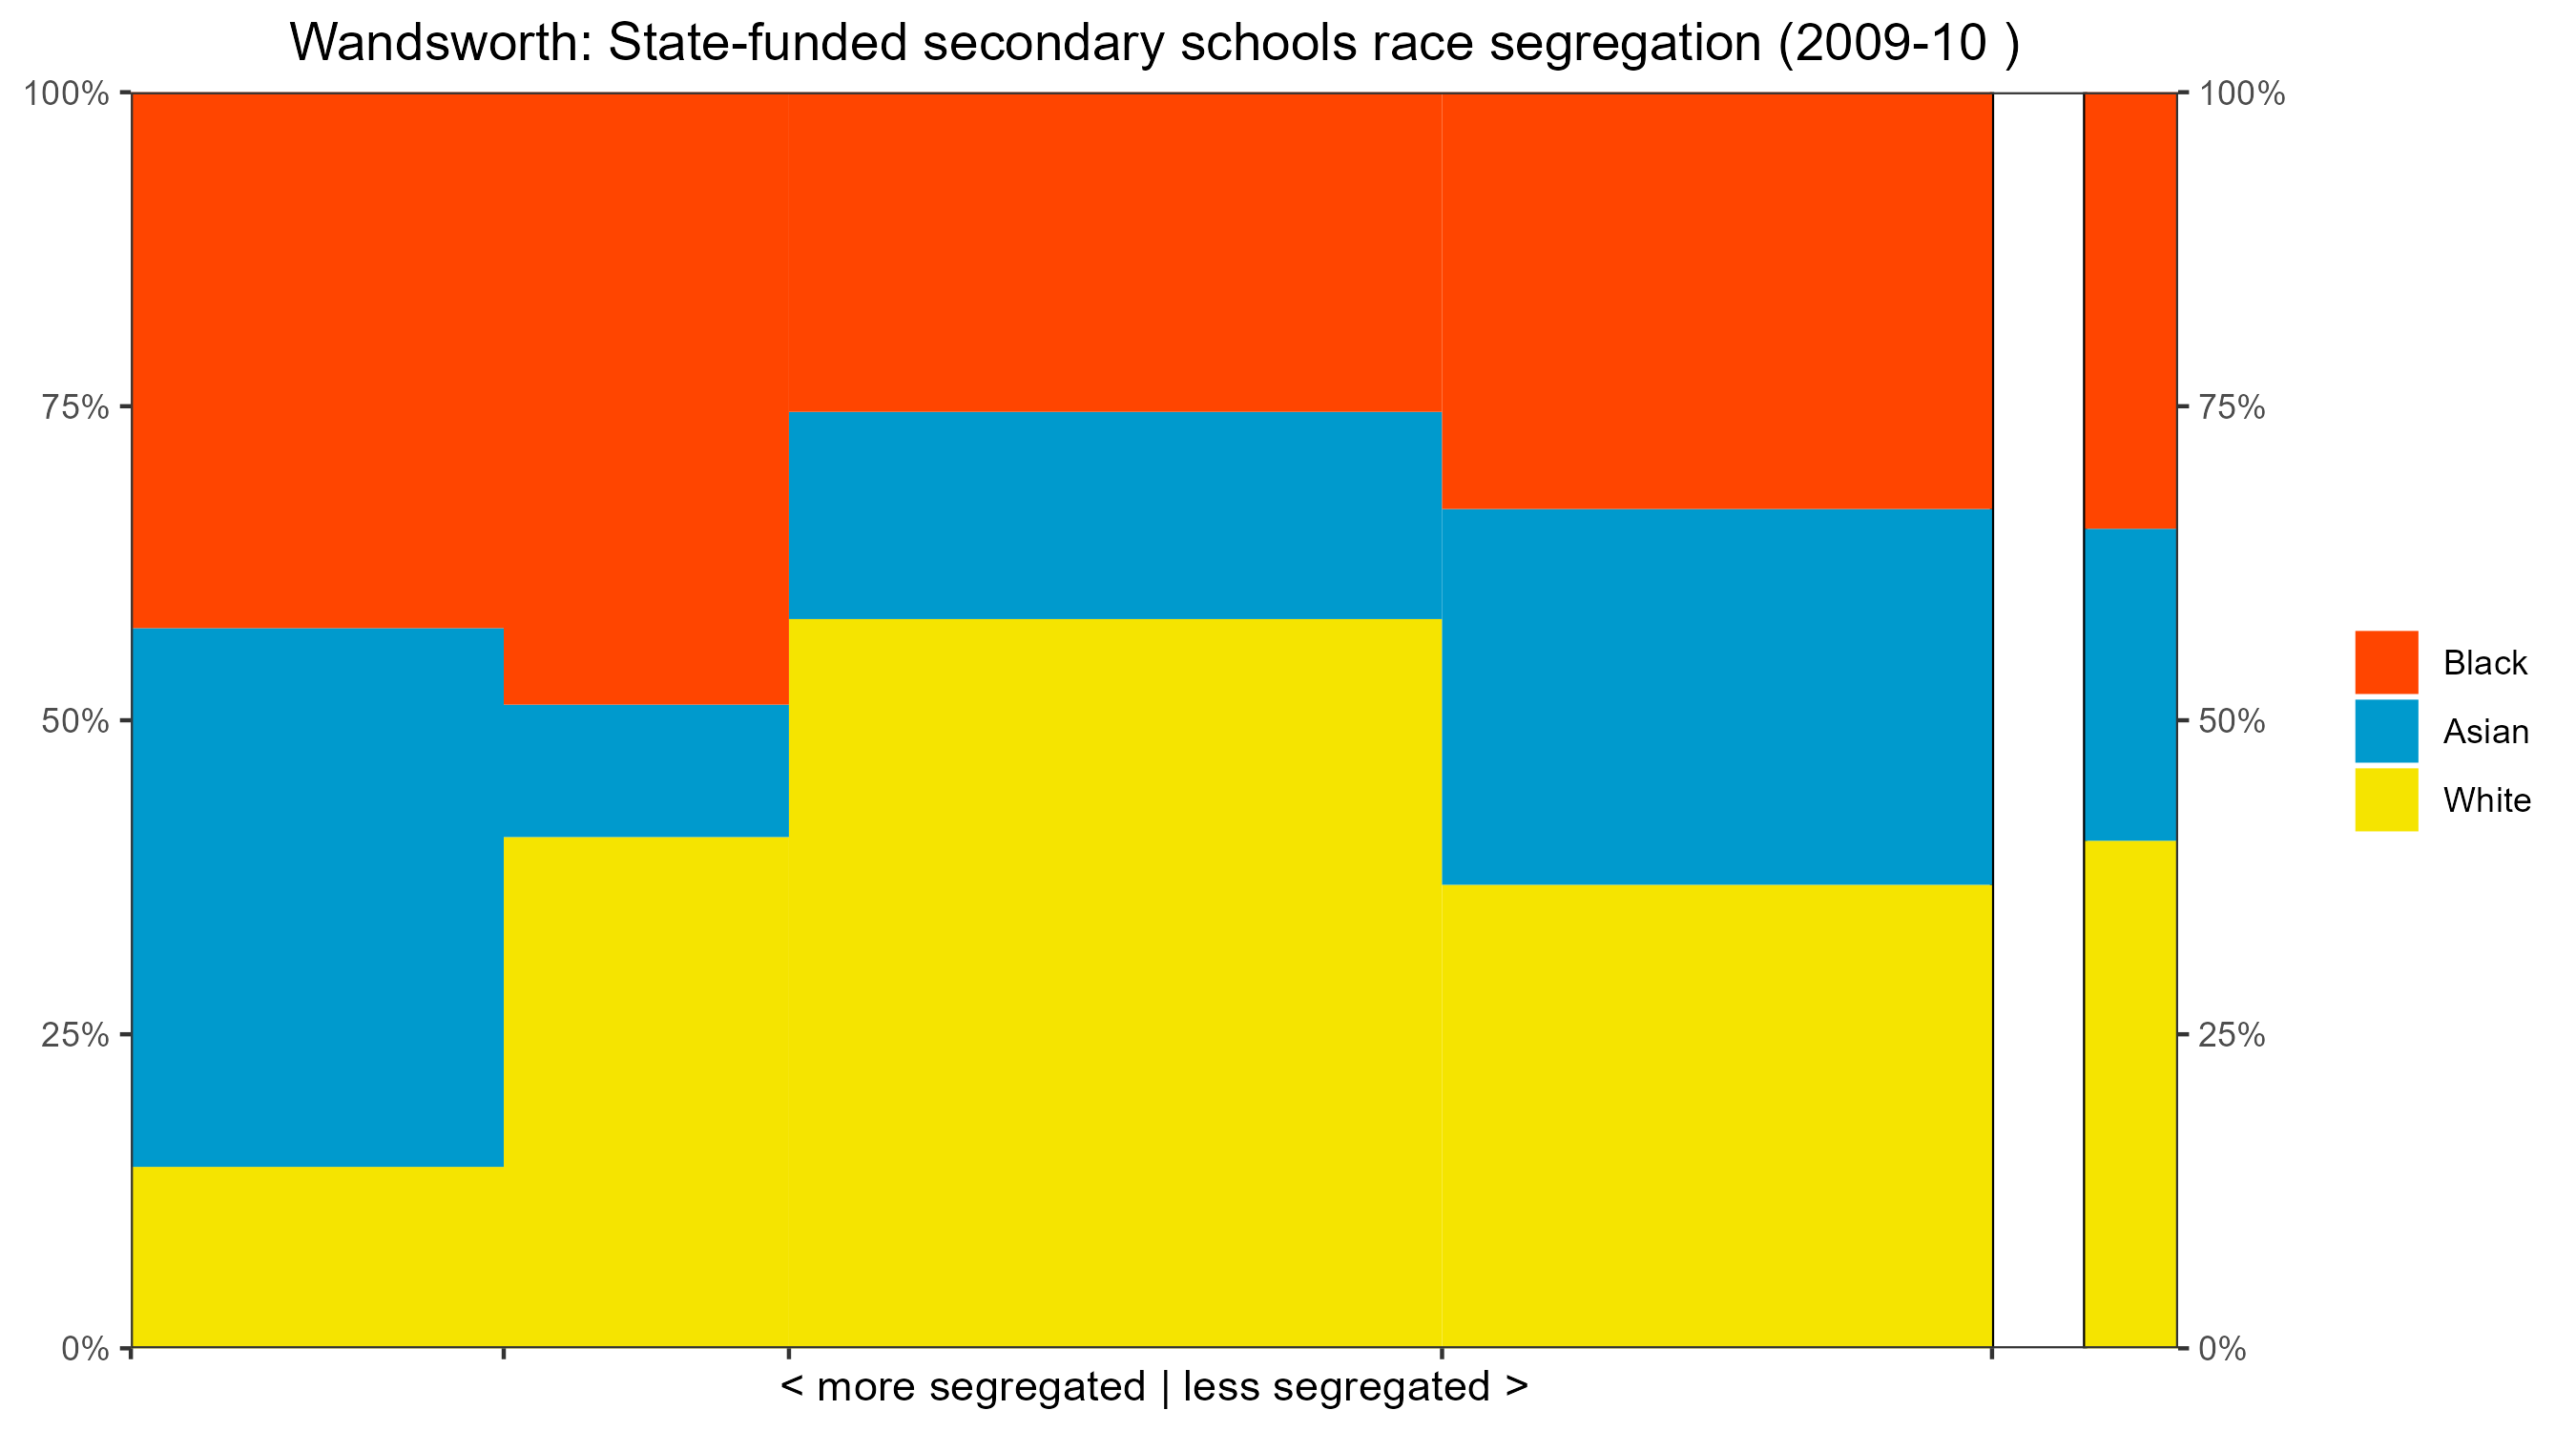 Wandsworth: State-funded secondary schools race segregation (2009-10 )
100%
75%
50%
25%
0%
100%
75%
50%
25%
0%
Black
Asian
White
< more segregated | less segregated >